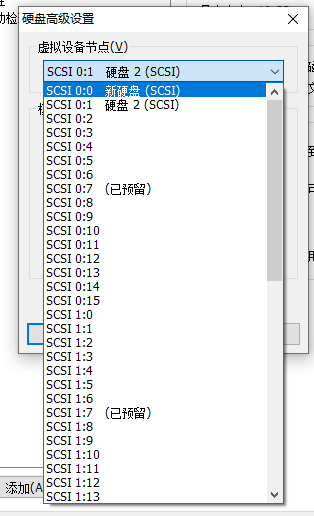 硬盘高级设置
虚拟设备节点(V)
SCSI 0:1 硬盘 2 (SCSI)
SCSI 0:0 新硬盘 (SCSI)
SCSI 0:1 硬盘 2 (SCSI)
SCSI 0:2
SCSI 0:3
SCSI 0:4
SCSI 0:5
SCSI 0:6
SCSI 0:7 (已预留)
SCSI 0:8
SCSI 0:9
SCSI 0:10
SCSI 0:11
SCSI 0:12
SCSI 0:13
SCSI 0:14
SCSI 0:15
SCSI 1:0
SCSI 1:1
SCSI 1:2
SCSI 1:3
SCSI 1:4
SCSI 1:5
SCSI 1:6
SCSI 1:7 (已预留)
SCSI 1:8
SCSI 1:9
SCSI 1:10
SCSI 1:11
SCSI 1:12
SCSI 1:13
添加(A